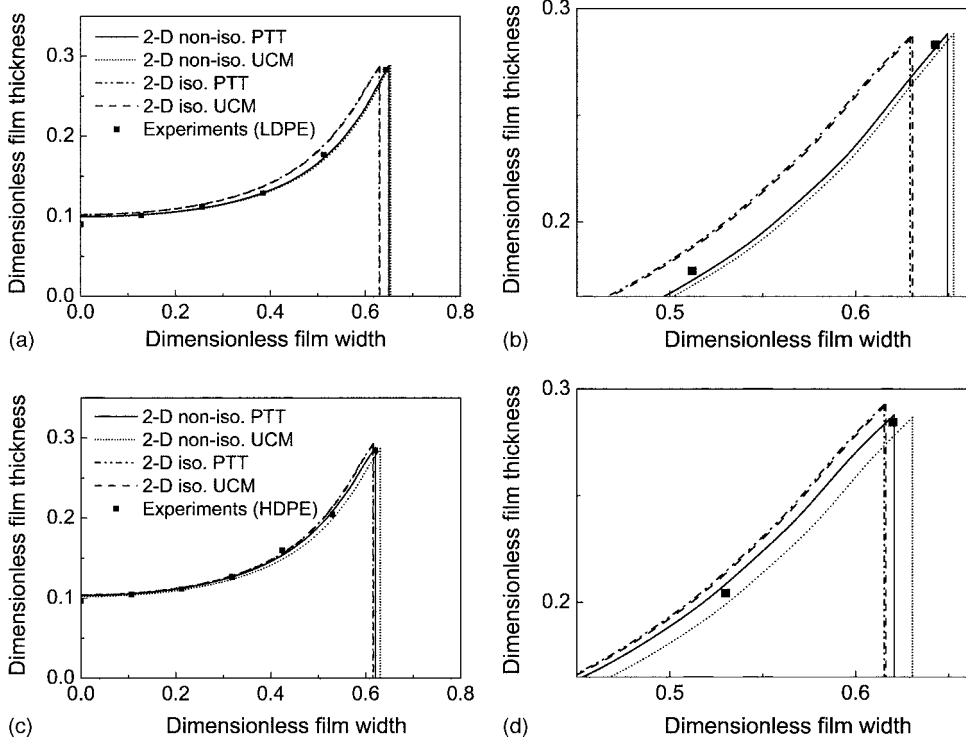 Dimensionless film thickness
0.3
0.2
0.1
0.0
2-D non-iso. PTT
2-D non-iso. UCM
2-D iso. PTT
2-D iso. UCM
Experiments (LDPE)
0.0 0.2 0.4 0.6 0.8
(a) Dimensionless film width
Dimensionless film thickness
0.3
0.2
0.5 0.6
(b) Dimensionless film width
Dimensionless film thickness
0.3
0.2
0.1
0.0
2-D non-iso. PTT
2-D non-iso. UCM
2-D iso. PTT
2-D iso. UCM
Experiments (HDPE)
0.0 0.2 0.4 0.6 0.8
(c) Dimensionless film width
Dimensionless film thickness
0.3
0.2
0.5 0.6
(d) Dimensionless film width